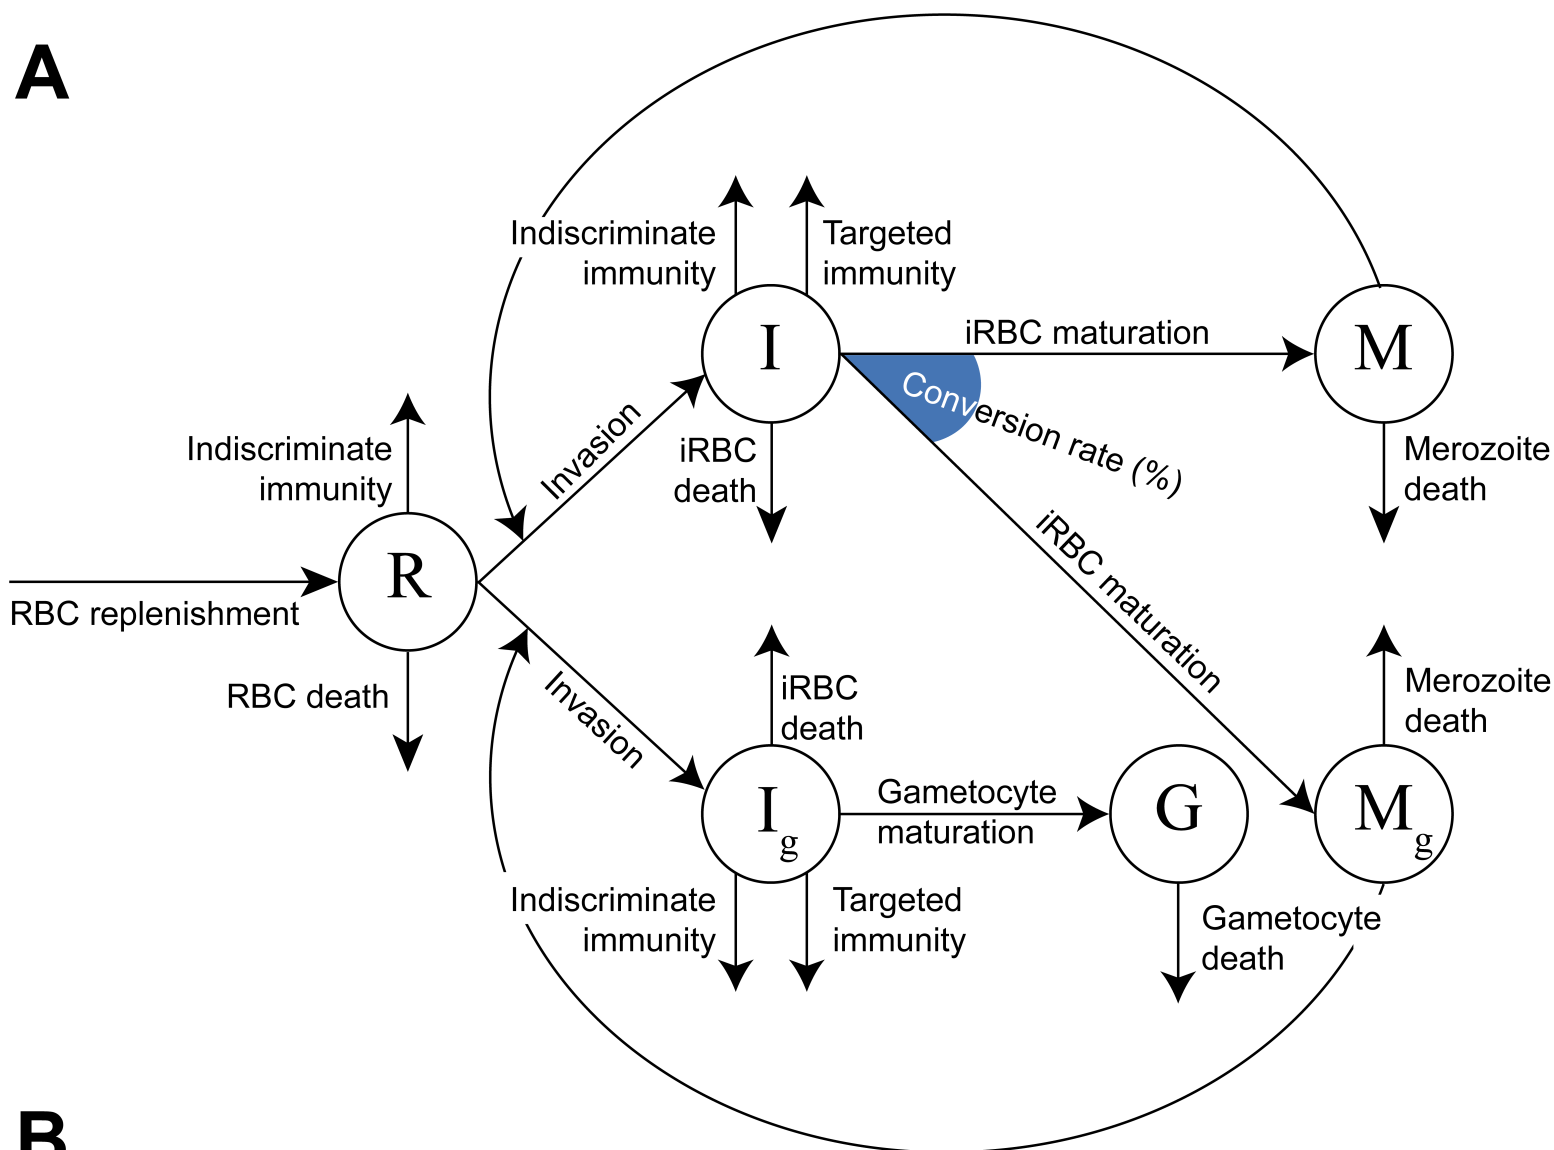 A
Indiscriminate
immunity
Targeted
immunity
I
iRBC maturation
M
Conversion rate (%)
Invasion
iRBC
death
Merozoite
death
Indiscriminate
immunity
R
RBC replenishment
RBC death
iRBC maturation
Invasion
iRBC
death
Merozoite
death
Ig
Gametocyte
maturation
G
Mg
Indiscriminate
immunity
Targeted
immunity
Gametocyte
death
B